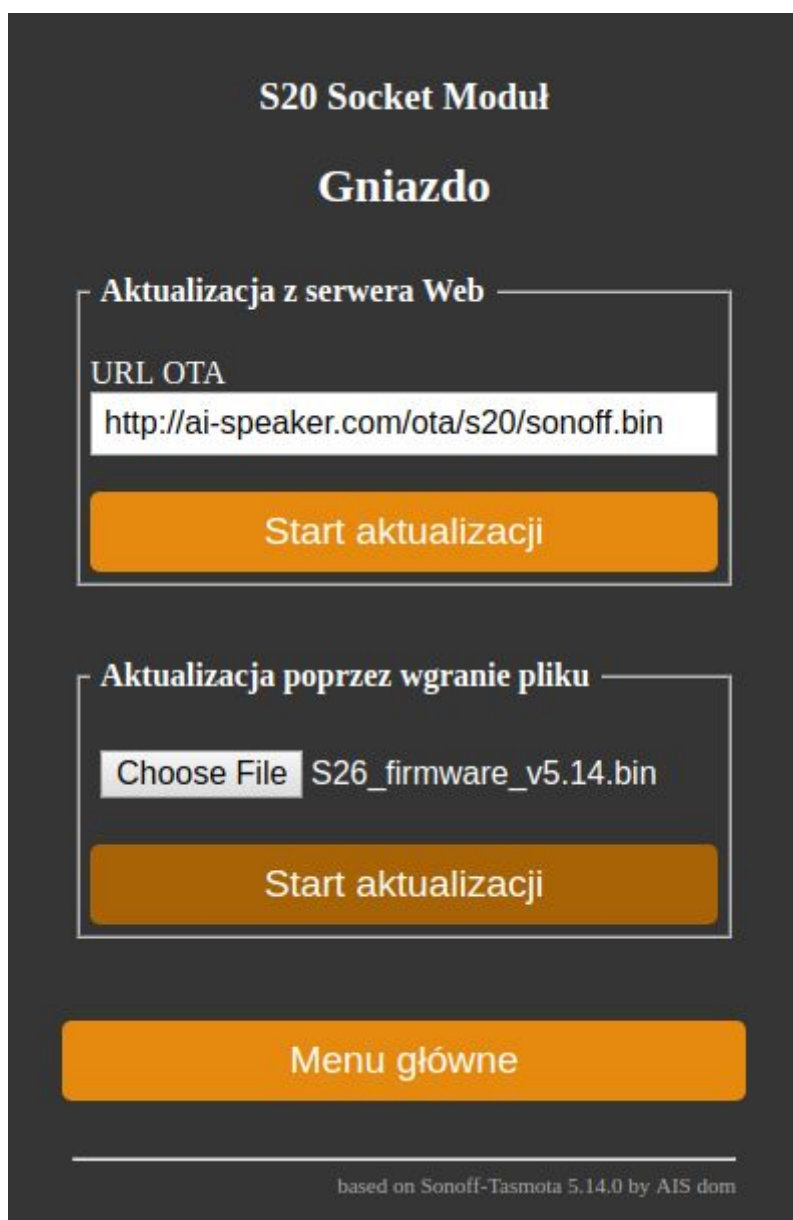 S20 Socket Moduł
Gniazdo
Aktualizacja z serwera Web
URL OTA
http://ai-speaker.com/ota/s20/sonoff.bin
Start aktualizacji
Aktualizacja poprzez wgranie pliku
Choose File S26_firmware_v5.14.bin
Start aktualizacji
Menu główne
based on Sonoff-Tasmota 5.14.0 by AIS dom